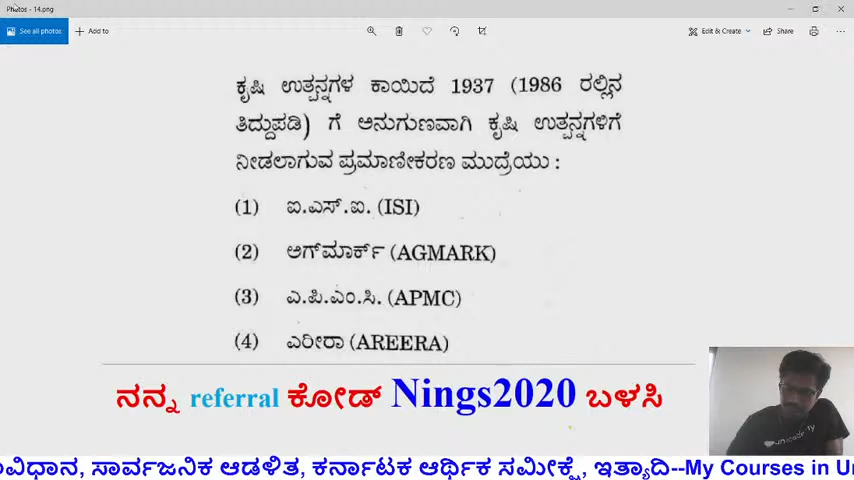 Photos - 14.png
See all photos
Add to
Edit & Create
Share
ಕೃಷಿ ಉತ್ಪನ್ನಗಳ ಕಾಯಿದೆ 1937 (1986 ರಲ್ಲಿನ
ತಿದ್ದುಪಡಿ) ಗೆ ಅನುಗುಣವಾಗಿ ಕೃಷಿ ಉತ್ಪನ್ನಗಳಿಗೆ
ನೀಡಲಾಗುವ ಪ್ರಮಾಣೀಕರಣ ಮುದ್ರೆಯು :
(1) ಐ.ಎಸ್.ಐ. (ISI)
(2) ಅಗ್‌ಮಾರ್ಕ್ (AGMARK)
(3) ಎ.ಪಿ.ಎಂ.ಸಿ. (APMC)
(4) ಎರೀರಾ (AREERA)
ನನ್ನ referral ಕೋಡ್ Nings2020 ಬಳಸಿ
unacademy
ಸಾರ್ವಜನಿಕ ಆಡಳಿತ, ಕರ್ನಾಟಕ ಆರ್ಥಿಕ ಸಮೀಕ್ಷೆ, ಇತ್ಯಾದಿ--My Courses in